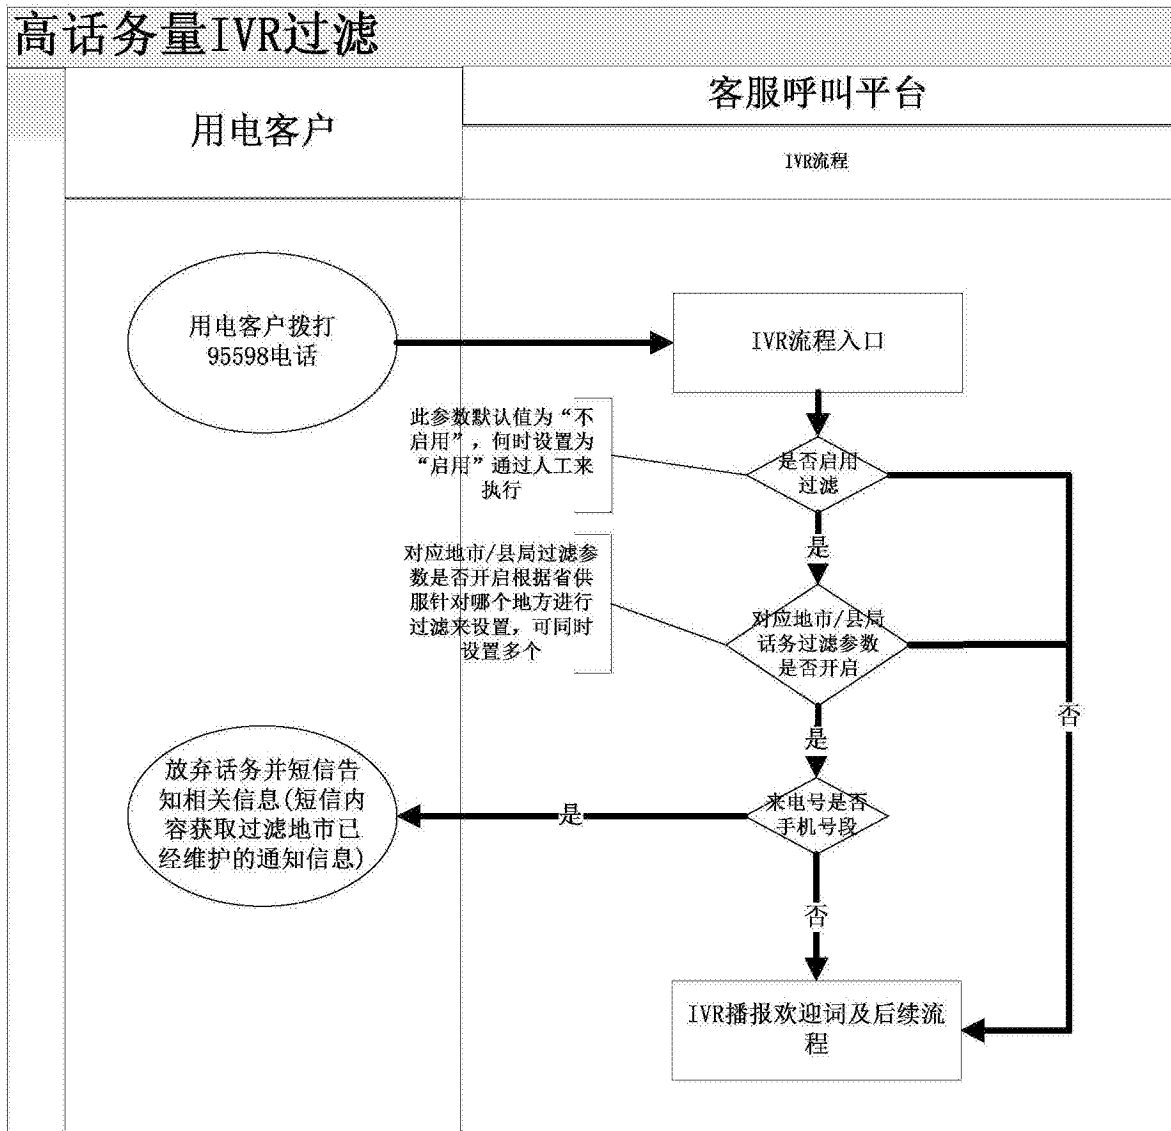 高话务量IVR过滤
用电客户
客服呼叫平台
IVR流程
用电客户拨打
95598电话
IVR流程入口
此参数默认值为“不
启用”，何时设置为
“启用”通过人工来
执行
是否启用
过滤
是
对应地市/县局过滤参
数是否开启根据省供
服针对哪个地方进行
过滤来设置，可同时
设置多个
对应地市/县局
话务过滤参数
是否开启
否
是
放弃话务并短信告
知相关信息(短信内
容获取过滤地市已
经维护的通知信息)
是
来电号是否
手机号段
否
IVR播报欢迎词及后续流
程